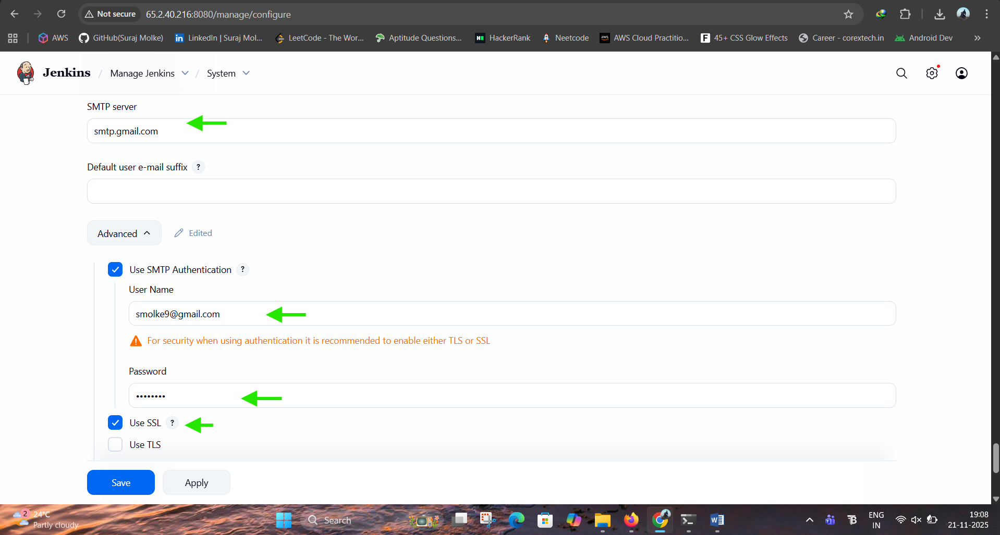 Not secure
65.2.40.216:8080/manage/configure
AWS
GitHub(Suraj Molke)
LinkedIn | Suraj Mol...
LeetCode - The Wor...
Aptitude Questions...
HackerRank
Neetcode
AWS Cloud Practitio...
45+ CSS Glow Effects
Career - corextech.in
Android Dev
Jenkins / Manage Jenkins / System
SMTP server
smtp.gmail.com
Default user e-mail suffix ?
Advanced
Edited
Use SMTP Authentication ?
User Name
smolke9@gmail.com
For security when using authentication it is recommended to enable either TLS or SSL
Password
••••••••
Use SSL ?
Use TLS
Save
Apply
2
24°C
Partly cloudy
Search
ENG
IN
19:08
21-11-2025